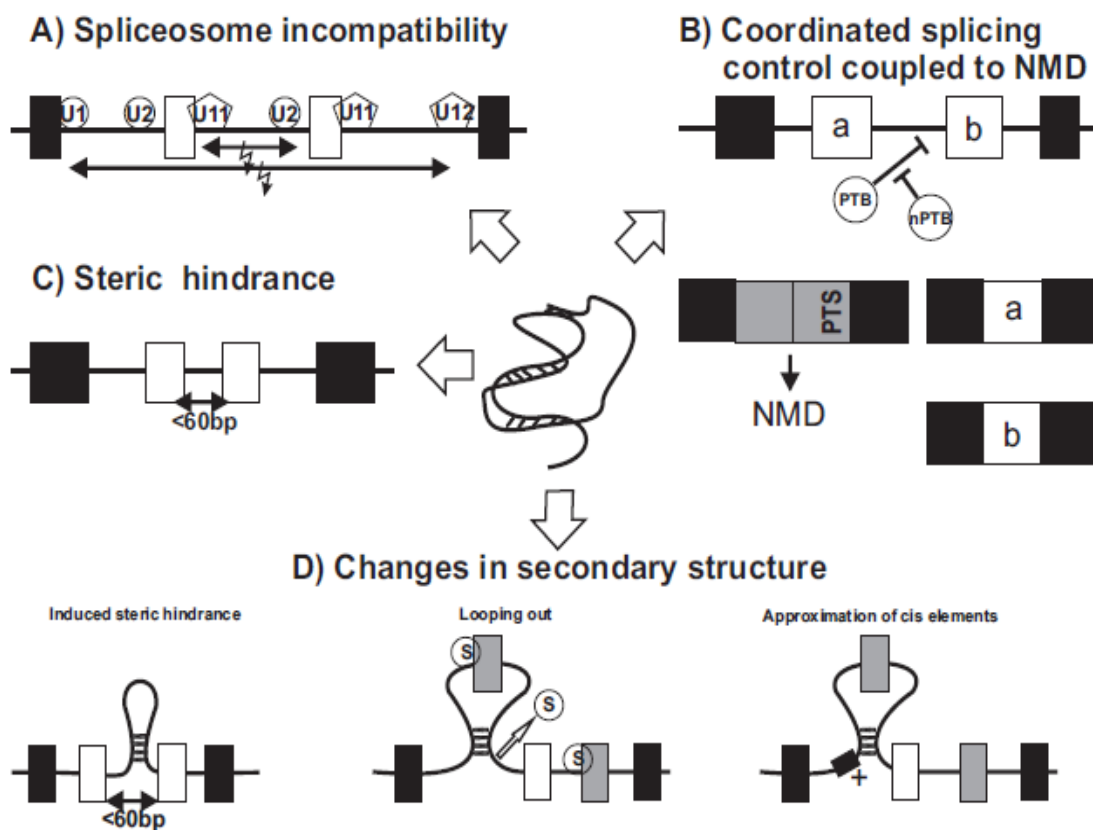 A) Spliceosome incompatibility
U1 U2 U11 U2 U11 U12
B) Coordinated splicing
control coupled to NMD
a b
PTB
nPTB
PTS
a
NMD
b
C) Steric hindrance
<60bp
D) Changes in secondary structure
Induced steric hindrance
<60bp
Looping out
S
S
S
Approximation of cis elements
+